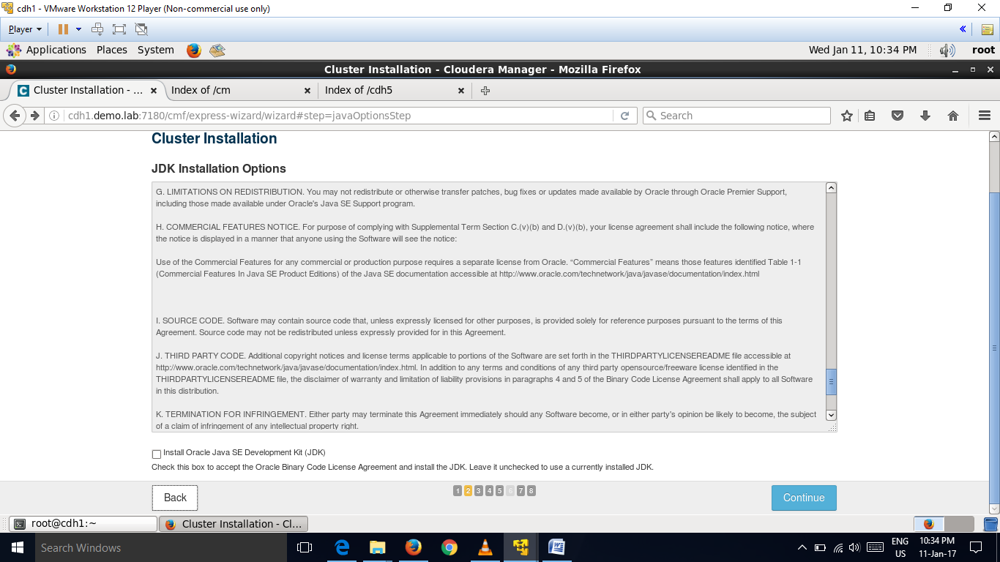 cdh1 - VMware Workstation 12 Player (Non-commercial use only)
Player
Applications Places System
Wed Jan 11, 10:34 PM root
Cluster Installation - Cloudera Manager - Mozilla Firefox
Cluster Installation - ... Index of /cm Index of /cdh5
cdh1.demo.lab:7180/cmf/express-wizard/wizard#step=javaOptionsStep
Search
Cluster Installation
JDK Installation Options
G. LIMITATIONS ON REDISTRIBUTION. You may not redistribute or otherwise transfer patches, bug fixes or updates made available by Oracle through Oracle Premier Support,
including those made available under Oracle's Java SE Support program.
H. COMMERCIAL FEATURES NOTICE. For purpose of complying with Supplemental Term Section C.(v)(b) and D.(v)(b), your license agreement shall include the following notice, where
the notice is displayed in a manner that anyone using the Software will see the notice:
Use of the Commercial Features for any commercial or production purpose requires a separate license from Oracle. “Commercial Features” means those features identified Table 1-1
(Commercial Features In Java SE Product Editions) of the Java SE documentation accessible at http://www.oracle.com/technetwork/java/javase/documentation/index.html
I. SOURCE CODE. Software may contain source code that, unless expressly licensed for other purposes, is provided solely for reference purposes pursuant to the terms of this
Agreement. Source code may not be redistributed unless expressly provided for in this Agreement.
J. THIRD PARTY CODE. Additional copyright notices and license terms applicable to portions of the Software are set forth in the THIRDPARTYLICENSEREADME file accessible at
http://www.oracle.com/technetwork/java/javase/documentation/index.html. In addition to any terms and conditions of any third party opensource/freeware license identified in the
THIRDPARTYLICENSEREADME file, the disclaimer of warranty and limitation of liability provisions in paragraphs 4 and 5 of the Binary Code License Agreement shall apply to all Software
in this distribution.
K. TERMINATION FOR INFRINGEMENT. Either party may terminate this Agreement immediately should any Software become, or in either party's opinion be likely to become, the subject
of a claim of infringement of any intellectual property right.
Install Oracle Java SE Development Kit (JDK)
Check this box to accept the Oracle Binary Code License Agreement and install the JDK. Leave it unchecked to use a currently installed JDK.
Back
1 2 3 4 5 6 7 8
Continue
root@cdh1:~
Cluster Installation - Cl...
Search Windows
ENG
US
10:34 PM
11-Jan-17